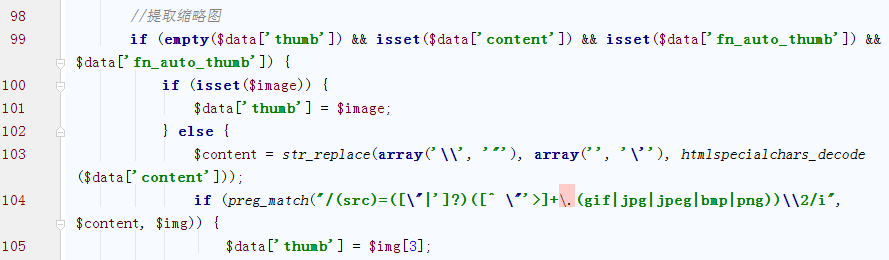 98 //提取缩略图
99 if (empty($data['thumb']) && isset($data['content']) && isset($data['fn_auto_thumb']) &&
$data['fn_auto_thumb']) {
100 if (isset($image)) {
101 $data['thumb'] = $image;
102 } else {
103 $content = str_replace(array('\\', '"'), array('', '\''), htmlspecialchars_decode
($data['content']));
104 if (preg_match("/(src)=([\"|']?)([^ \"'>]+\.(gif|jpg|jpeg|bmp|png))\\2/i",
$content, $img)) {
105 $data['thumb'] = $img[3];